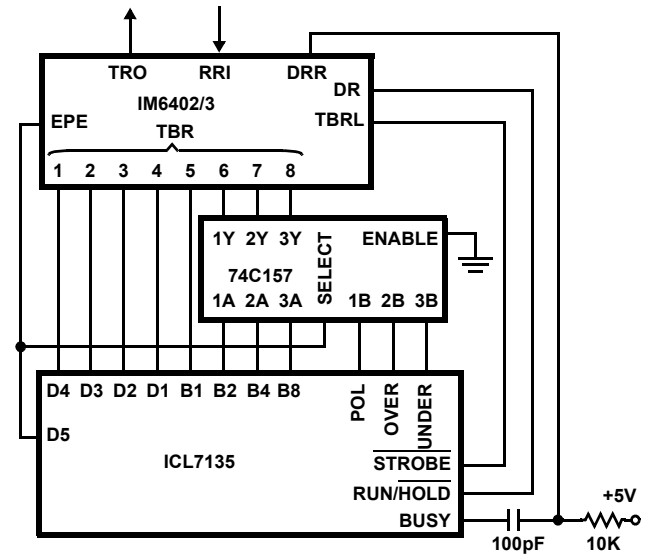 TRO RRI DRR
DR
IM6402/3
TBRL
EPE
TBR
1 2 3 4 5 6 7 8
1Y 2Y 3Y SELECT ENABLE
74C157
1A 2A 3A 1B 2B 3B
D4 D3 D2 D1 B1 B2 B4 B8 POL OVER UNDER
D5
ICL7135
STROBE
RUN/HOLD
+5V
BUSY
100pF 10K